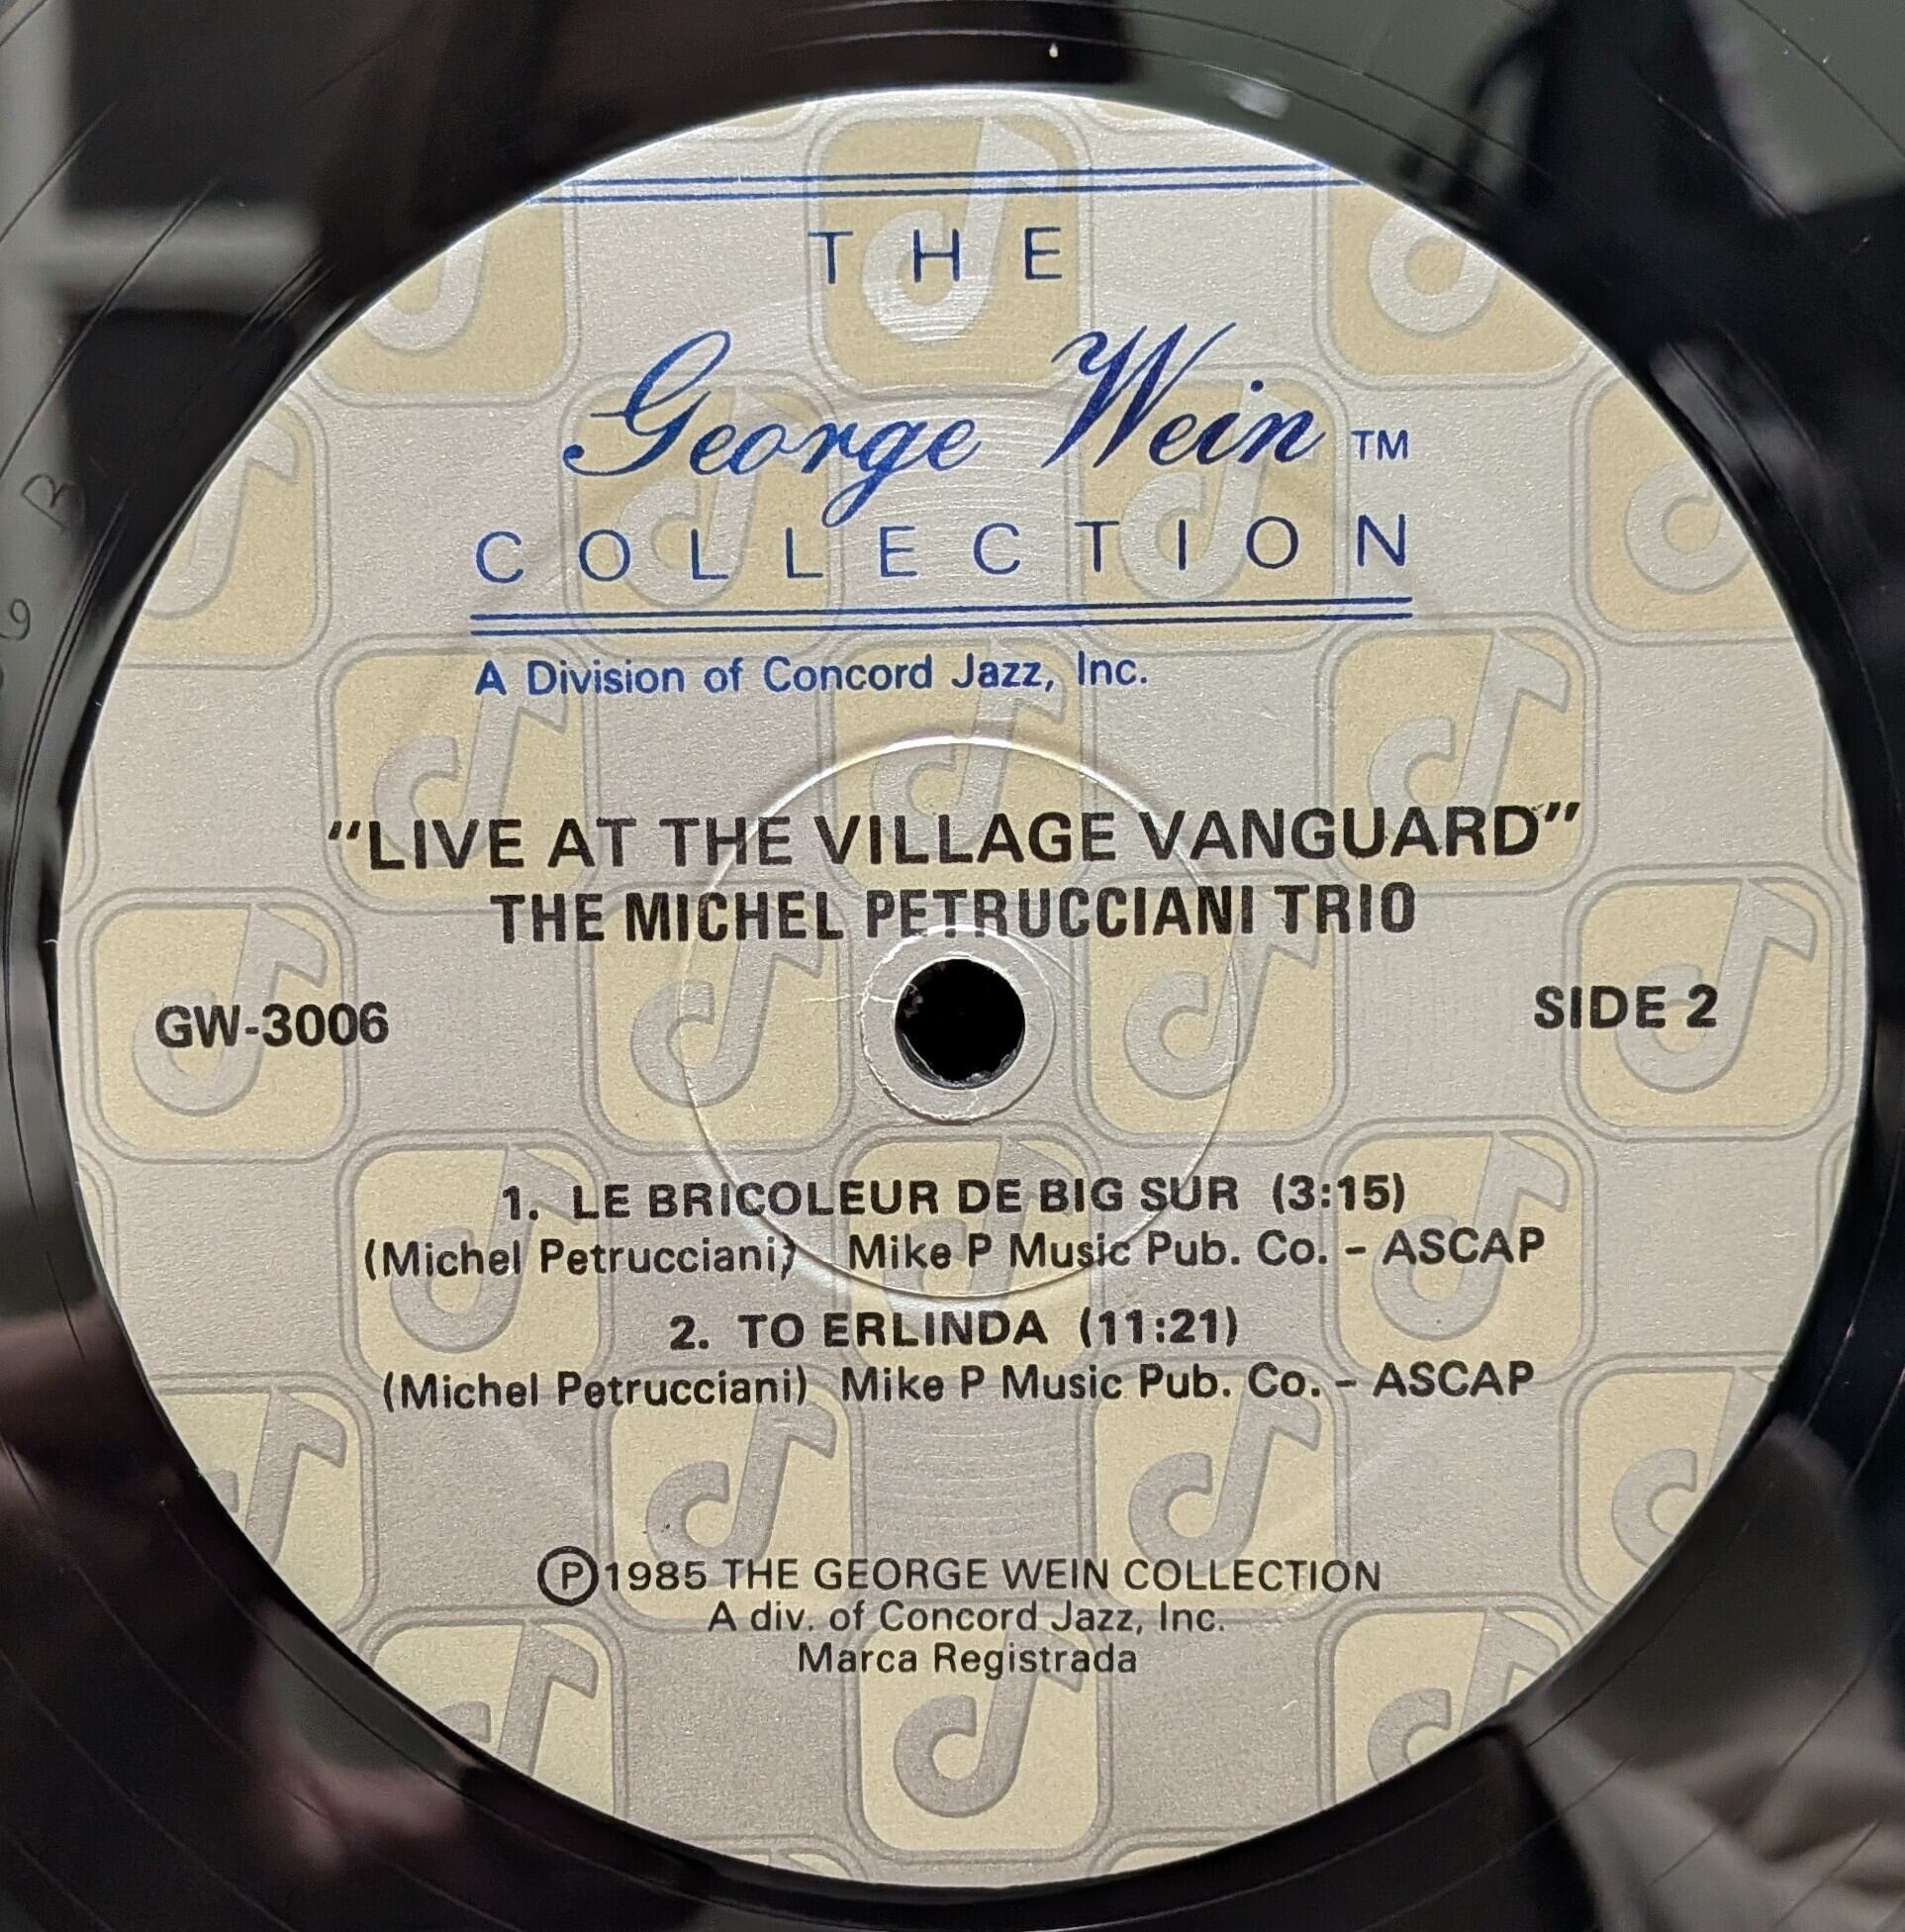 THE
George Wein TM
COLLECTION
A Division of Concord Jazz, Inc.
“LIVE AT THE VILLAGE VANGUARD”
THE MICHEL PETRUCCIANI TRIO
GW-3006
SIDE 2
1. LE BRICOLEUR DE BIG SUR (3:15)
(Michel Petrucciani) Mike P Music Pub. Co. – ASCAP
2. TO ERLINDA (11:21)
(Michel Petrucciani) Mike P Music Pub. Co. – ASCAP
Ⓟ1985 THE GEORGE WEIN COLLECTION
A div. of Concord Jazz, Inc.
Marca Registrada